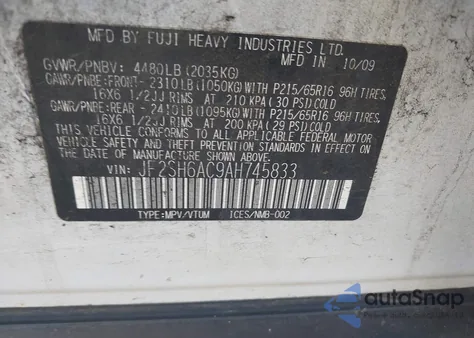 MFD BY FUJI HEAVY INDUSTRIES LTD.
IN 10/09
GVWR/PNBV: 4480LB(2035KG)
GAWR/PNBE:FRONT- 2310LB(1050KG)WITH P215/65R16 96H TIRES,
16X6 1/2JJ RIMS AT 210 KPA(30 PSI)COLD
GAWR/PNBE:REAR - 2410LB(1095KG)WITH P215/65R16 96H TIRES,
16X6 1/2JJ RIMS AT 200 KPA(29 PSI)COLD
THIS VEHICLE CONFORMS TO ALL APPLICABLE FEDERAL MOTOR
VEHICLE SAFETY AND THEFT PREVENTION STANDARDS IN EFFECT
ON THE DATE OF MANUFACTURE SHOWN ABOVE.
VIN: JF2SH6AC9AH745833
TYPE:MPV/VTUM ICES/NMB-002
autoSnap
BY AUTOASTAT